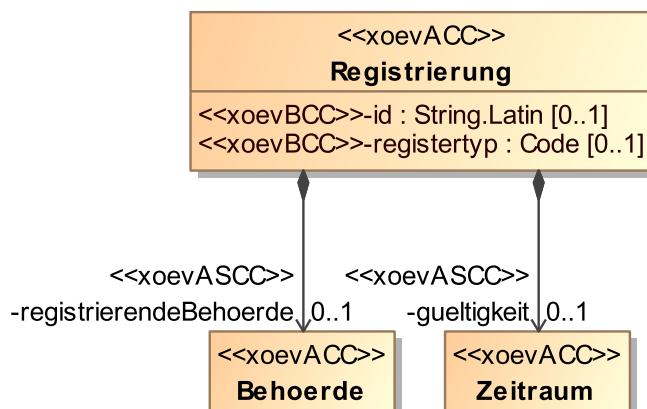 <<xoevACC>>
Registrierung
<<xoevBCC>>-id : String.Latin [0..1]
<<xoevBCC>>-registertyp : Code [0..1]
<<xoevASCC>> <<xoevASCC>>
-registrierendeBehoerde 0..1 -gueltigkeit 0..1
<<xoevACC>> <<xoevACC>>
Behoerde Zeitraum